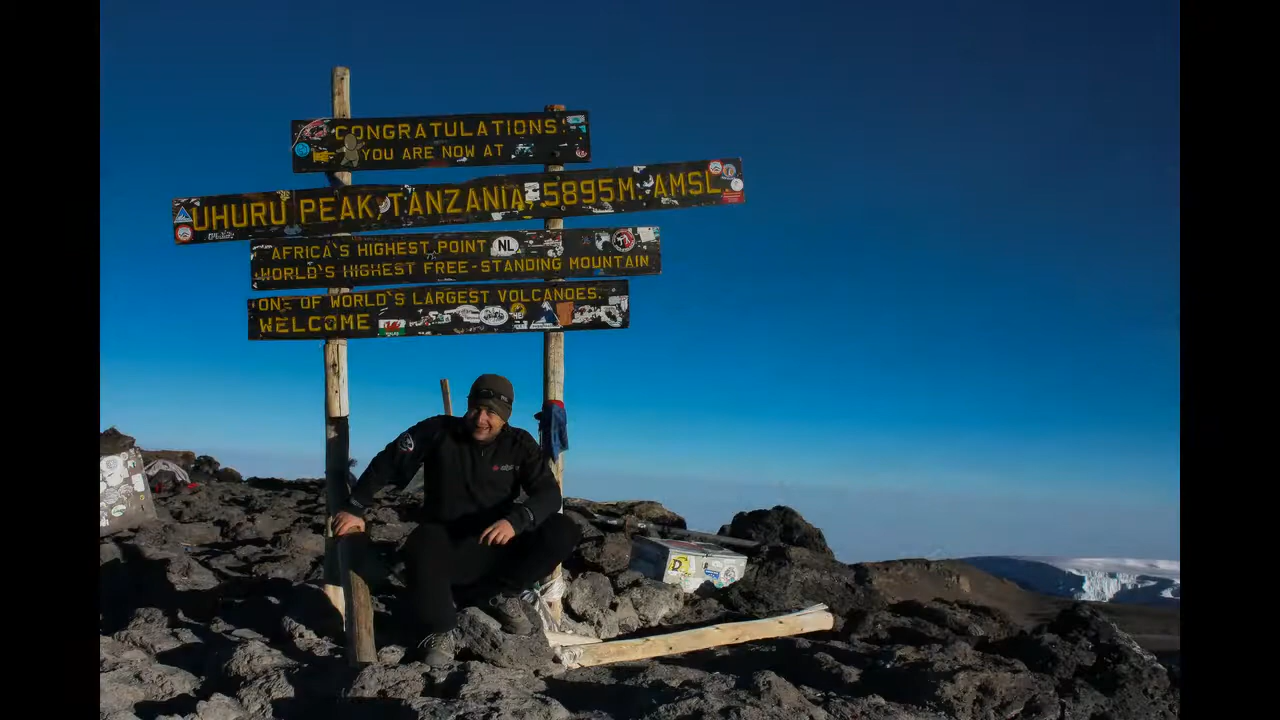 CONGRATULATIONS
YOU ARE NOW AT
UHURU PEAK, TANZANIA, 5895M. AMSL.
AFRICA`S HIGHEST POINT
NL
WORLD`S HIGHEST FREE-STANDING MOUNTAIN
ONE OF WORLD`S LARGEST VOLCANOES.
WELCOME
D